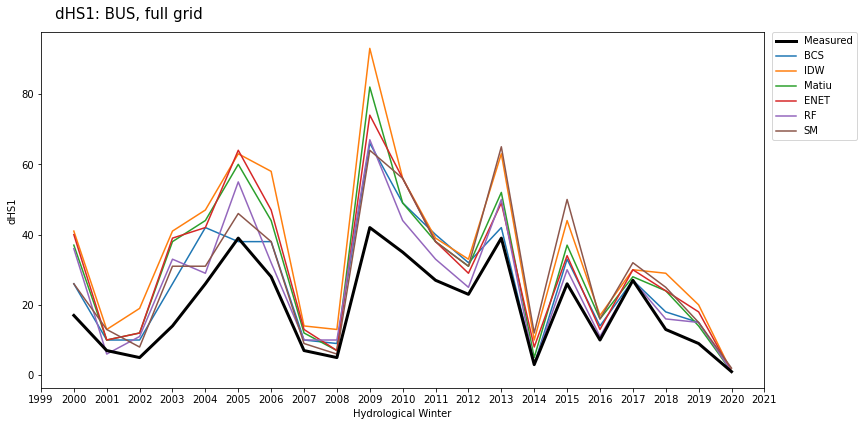 dHS1: BUS, full grid
Measured
BCS
IDW
Matiu
ENET
RF
SM
80
60
40
20
0
dHS1
1999 2000 2001 2002 2003 2004 2005 2006 2007 2008 2009 2010 2011 2012 2013 2014 2015 2016 2017 2018 2019 2020 2021
Hydrological Winter